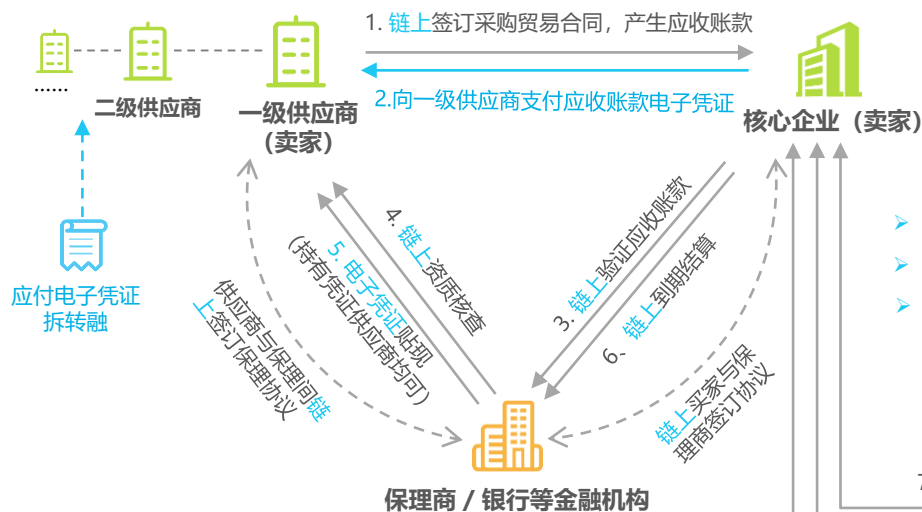 1. 链上签订采购贸易合同，产生应收账款
2.向一级供应商支付应收账款电子凭证
......
二级供应商
一级供应商
（卖家）
核心企业（卖家）
应付电子凭证
拆转融
供应商与保理间链
上签订保理协议
5. 电子凭证贴现
（持有凭证供应商均可）
4. 链上资质核查
3. 链上验证应收账款
6、链上到期结算
链上买家与保
理商签订协议
保理商 / 银行等金融机构